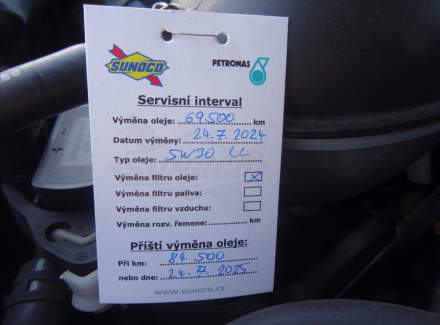 SUNOCO PETRONAS
Servisní interval
Výměna oleje: 69.500 km
Datum výměny: 24.7.2024
Typ oleje: 5W30 LL
Výměna filtru oleje: x
Výměna filtru paliva:
Výměna filtru vzduchu:
Výměna rozv. řemene: km
Příští výměna oleje:
Při km: 84 500
nebo dne: 24. 7. 2025
www.sunoco.cz